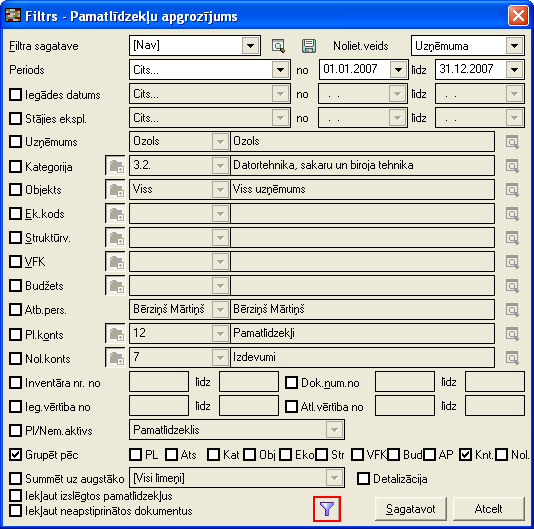 Filtrs - Pamatlīdzekļu apgrozījums
Filtra sagatave [Nav] Noliet.veids Uzņēmuma
Periods Cits... no 01.01.2007 līdz 31.12.2007
Iegādes datums Cits... no . . līdz . .
Stājies ekspl. Cits... no . . līdz . .
Uzņēmums Ozols Ozols
Kategorija 3.2. Datortehnika, sakaru un biroja tehnika
Objekts Viss Viss uzņēmums
Ek.kods
Struktūrv.
VFK
Budžets
Atb.pers. Bērziņš Mārtiņš Bērziņš Mārtiņš
Pl.konts 12 Pamatlīdzekļi
Nol.konts 7 Izdevumi
Inventāra nr. no līdz Dok.num.no līdz
Ieg.vērtība no līdz Atl.vērtība no līdz
Pl/Nem.aktīvs Pamatlīdzeklis
Grupēt pēc PL Ats Kat Obj Eko Str VFK Bud AP Knt. Nol.
Summēt uz augstāko [Visi līmeņi] Detalizācija
Iekļaut izslēgtos pamatlīdzekļus
Iekļaut neapstiprinātos dokumentus
Sagatavot Atcelt